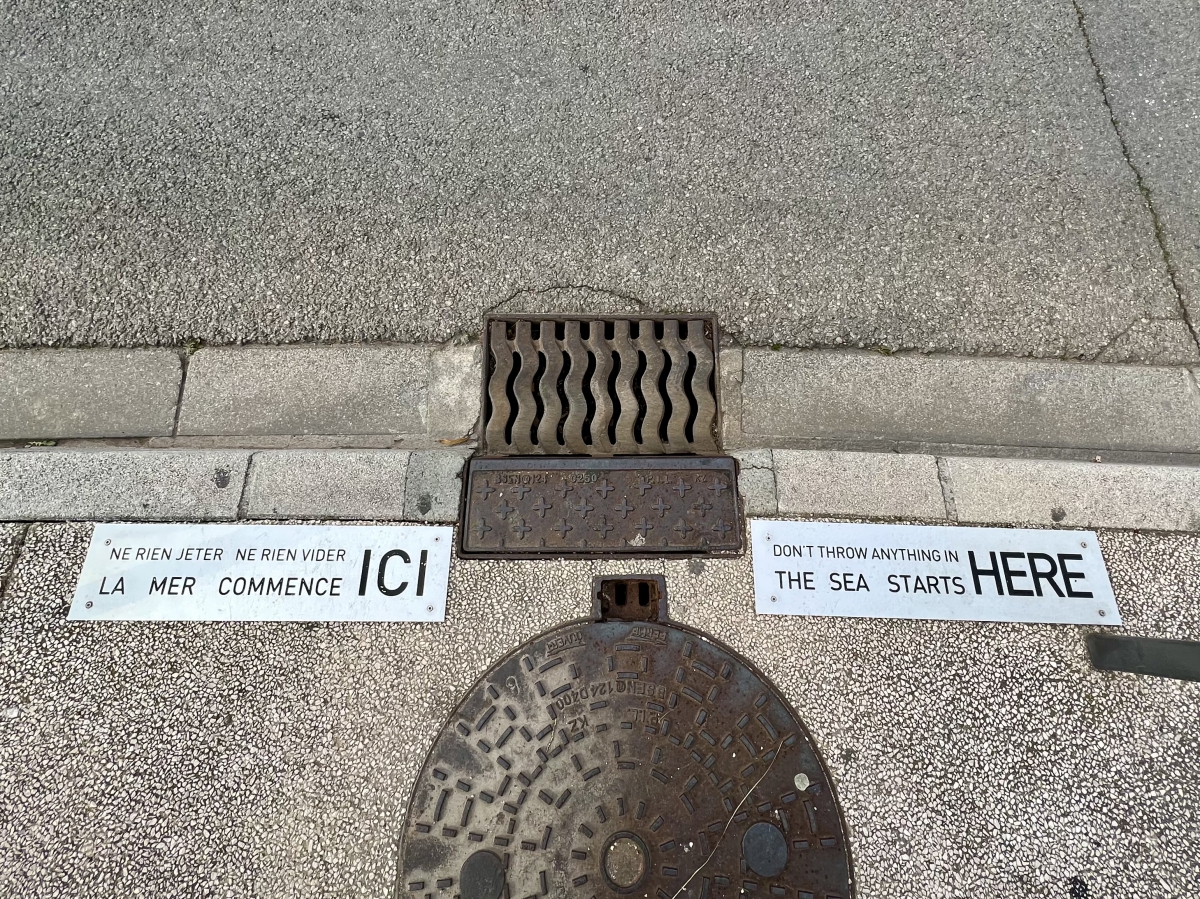 NE RIEN JETER NE RIEN VIDER
LA MER COMMENCE ICI
DON'T THROW ANYTHING IN
THE SEA STARTS HERE